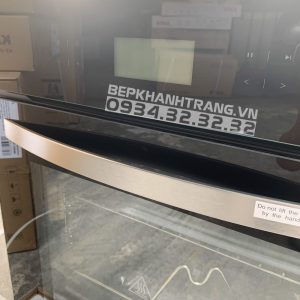 BEPKHANHTRANG.VN
0934.32.32.32
Do not lift the
by the hand